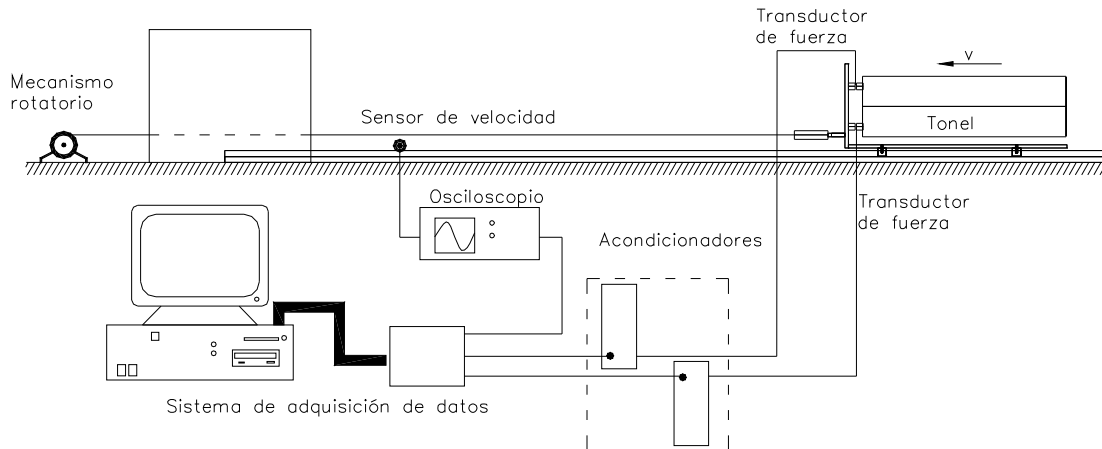 Transductor
de fuerza
v
Mecanismo
rotatorio
Sensor de velocidad
Tonel
Osciloscopio
Transductor
de fuerza
Acondicionadores
Sistema de adquisición de datos